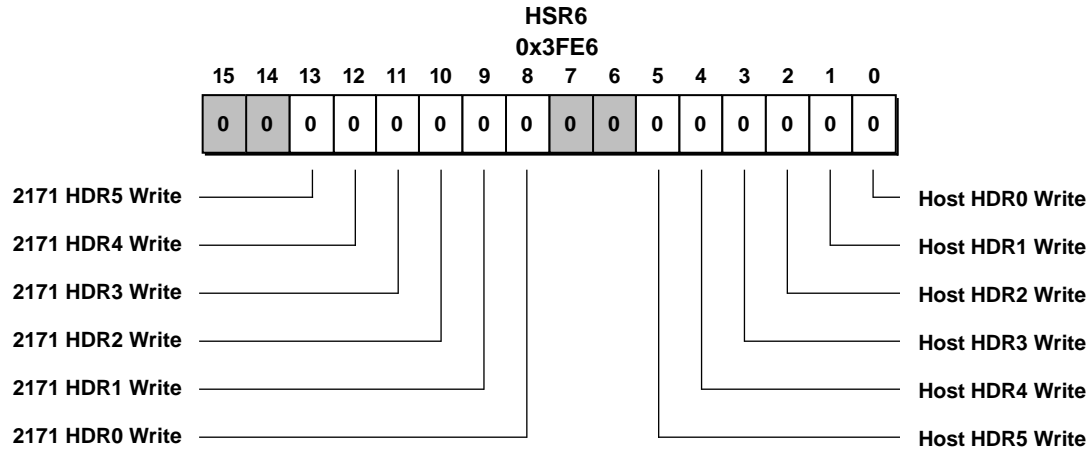 HSR6
0x3FE6
15 14 13 12 11 10 9 8 7 6 5 4 3 2 1 0
0 0 0 0 0 0 0 0 0 0 0 0 0 0 0 0
2171 HDR5 Write Host HDR0 Write
2171 HDR4 Write Host HDR1 Write
2171 HDR3 Write Host HDR2 Write
2171 HDR2 Write Host HDR3 Write
2171 HDR1 Write Host HDR4 Write
2171 HDR0 Write Host HDR5 Write